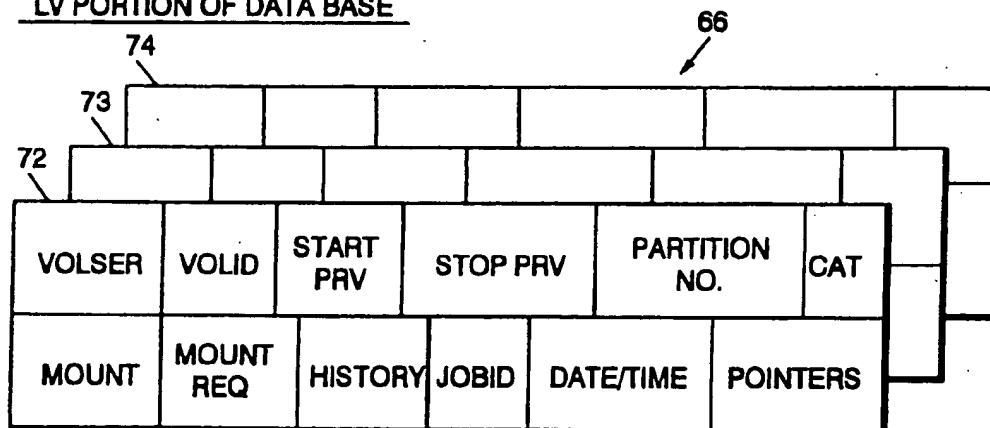 LV PORTION OF DATA BASE
66
74
73
72
VOLSER VOLID START PRV STOP PRV PARTITION NO. CAT
MOUNT MOUNT REQ HISTORY JOBID DATE/TIME POINTERS